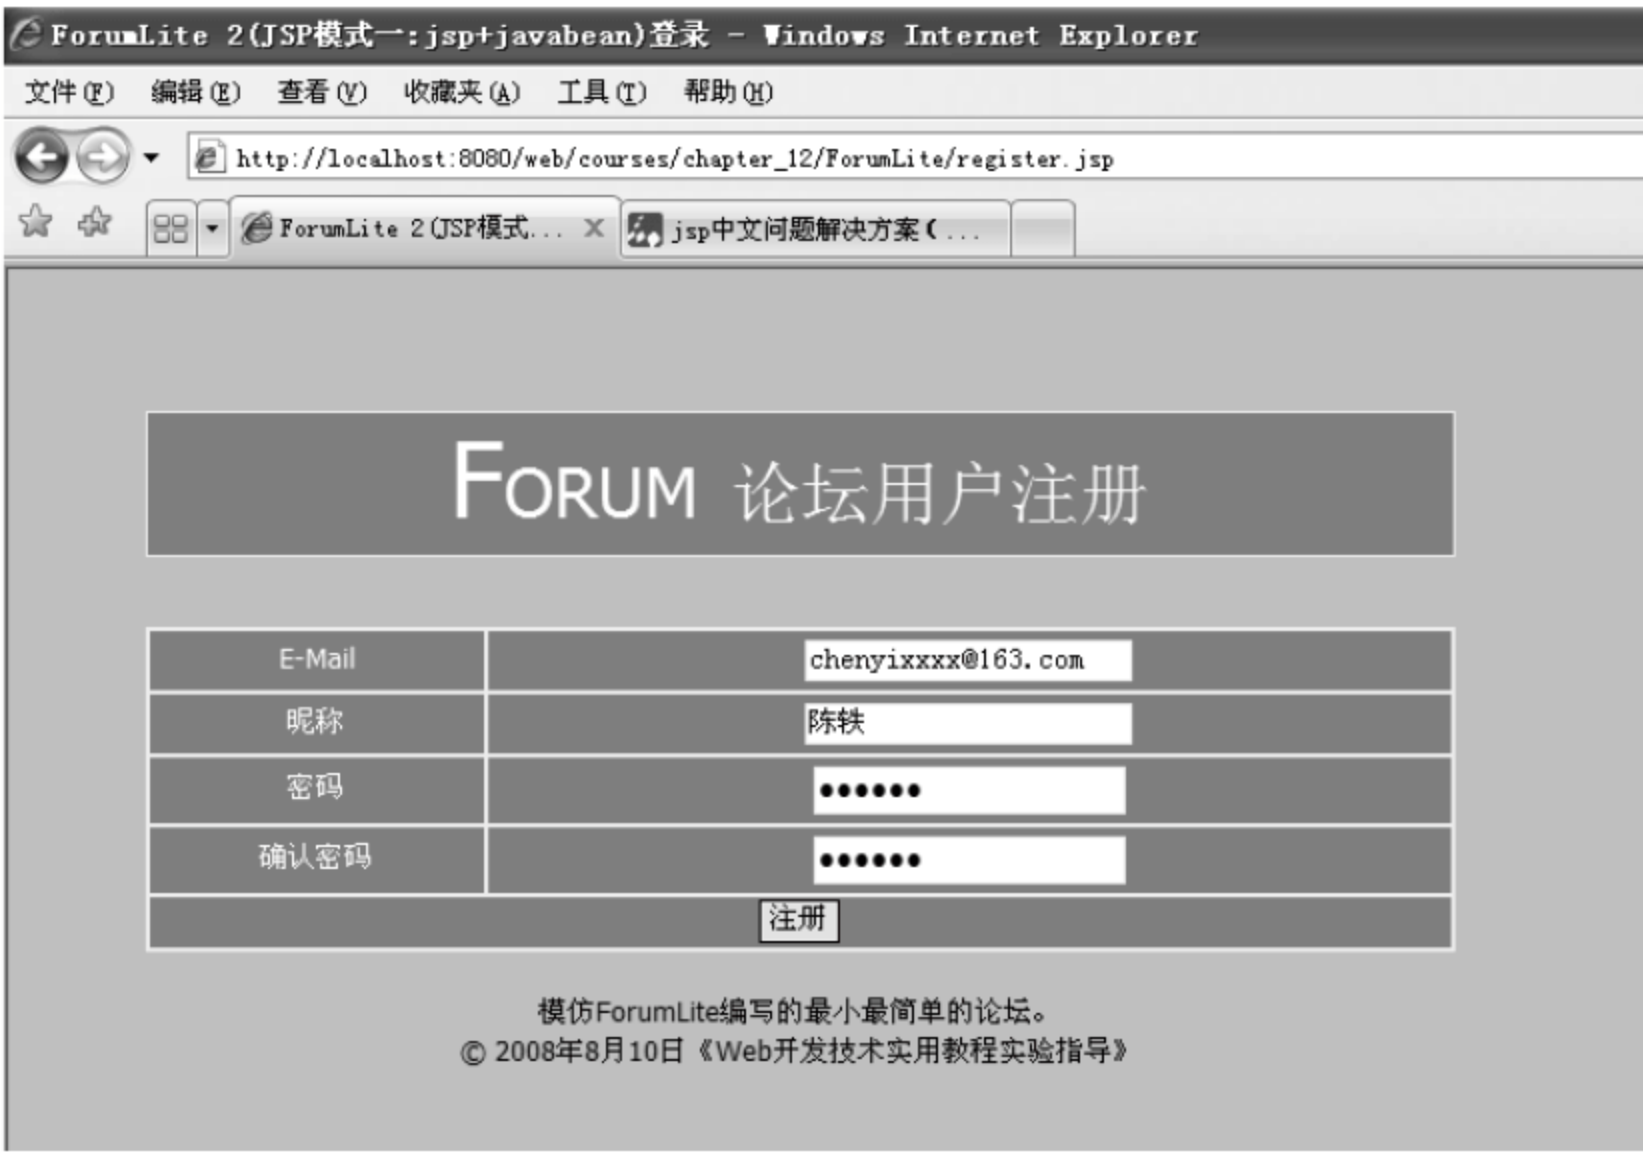 ForumLite 2(JSP模式一:jsp+javabean)登录 - Windows Internet Explorer
文件(F) 编辑(E) 查看(V) 收藏夹(A) 工具(T) 帮助(H)
http://localhost:8080/web/courses/chapter_12/ForumLite/register.jsp
ForumLite 2(JSP模式... jsp中文问题解决方案(...
FORUM 论坛用户注册
E-Mail chenyixxxx@163.com
昵称 陈轶
密码 ●●●●●●
确认密码 ●●●●●●
注册
模仿ForumLite编写的最小最简单的论坛。
© 2008年8月10日《Web开发技术实用教程实验指导》